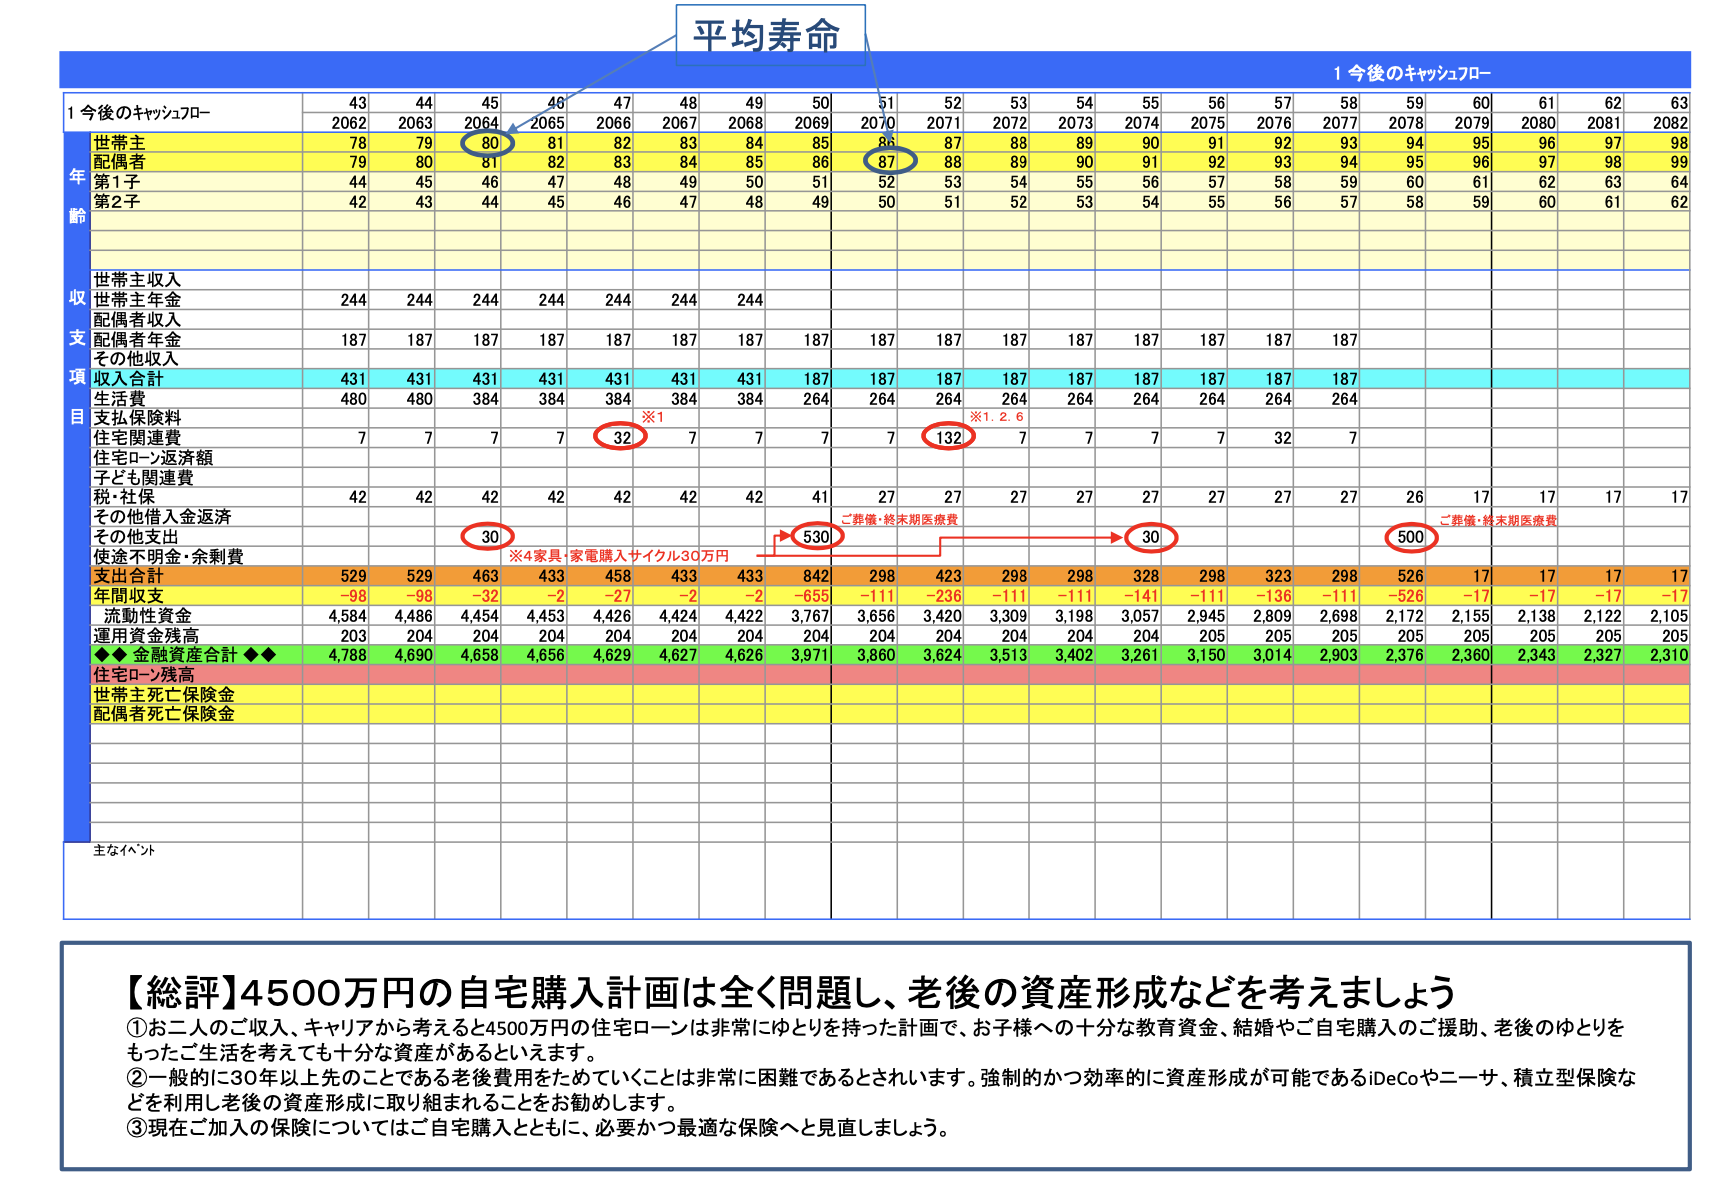 平均寿命
1 今後のキャッシュフロー
1 今後のキャッシュフロー 43 44 45 46 47 48 49 50 51 52 53 54 55 56 57 58 59 60 61 62 63
2062 2063 2064 2065 2066 2067 2068 2069 2070 2071 2072 2073 2074 2075 2076 2077 2078 2079 2080 2081 2082
年齢
世帯主 78 79 80 81 82 83 84 85 86 87 88 89 90 91 92 93 94 95 96 97 98
配偶者 79 80 81 82 83 84 85 86 87 88 89 90 91 92 93 94 95 96 97 98 99
第1子 44 45 46 47 48 49 50 51 52 53 54 55 56 57 58 59 60 61 62 63 64
第2子 42 43 44 45 46 47 48 49 50 51 52 53 54 55 56 57 58 59 60 61 62
収支項目
世帯主収入
世帯主年金 244 244 244 244 244 244 244
配偶者収入
配偶者年金 187 187 187 187 187 187 187 187 187 187 187 187 187 187 187 187
その他収入
収入合計 431 431 431 431 431 431 431 187 187 187 187 187 187 187 187 187
生活費 480 480 384 384 384 384 384 264 264 264 264 264 264 264 264 264
支払保険料 ※1 ※1. 2. 6
住宅関連費 7 7 7 7 32 7 7 7 7 132 7 7 7 7 32 7
住宅ローン返済額
子ども関連費
税・社保 42 42 42 42 42 42 42 41 27 27 27 27 27 27 27 27 26 17 17 17 17
その他借入金返済 ご葬儀・終末期医療費 ご葬儀・終末期医療費
その他支出 30 530 30 500
使途不明金・余剰費 ※4家具・家電購入サイクル30万円
支出合計 529 529 463 433 458 433 433 842 298 423 298 298 328 298 323 298 526 17 17 17 17
年間収支 -98 -98 -32 -2 -27 -2 -2 -655 -111 -236 -111 -111 -141 -111 -136 -111 -526 -17 -17 -17 -17
流動性資金 4,584 4,486 4,454 4,453 4,426 4,424 4,422 3,767 3,656 3,420 3,309 3,198 3,057 2,945 2,809 2,698 2,172 2,155 2,138 2,122 2,105
運用資金残高 203 204 204 204 204 204 204 204 204 204 204 204 204 205 205 205 205 205 205 205 205
◆◆ 金融資産合計 ◆◆ 4,788 4,690 4,658 4,656 4,629 4,627 4,626 3,971 3,860 3,624 3,513 3,402 3,261 3,150 3,014 2,903 2,376 2,360 2,343 2,327 2,310
住宅ローン残高
世帯主死亡保険金
配偶者死亡保険金
主なイベント
【総評】4500万円の自宅購入計画は全く問題し、老後の資産形成などを考えましょう
①お二人のご収入、キャリアから考えると4500万円の住宅ローンは非常にゆとりを持った計画で、お子様への十分な教育資金、結婚やご自宅購入のご援助、老後のゆとりを
もったご生活を考えても十分な資産があるといえます。
②一般的に30年以上先のことである老後費用をためていくことは非常に困難であるとされいます。強制的かつ効率的に資産形成が可能であるiDeCoやニーサ、積立型保険な
どを利用し老後の資産形成に取り組まれることをお勧めします。
③現在ご加入の保険についてはご自宅購入とともに、必要かつ最適な保険へと見直しましょう。